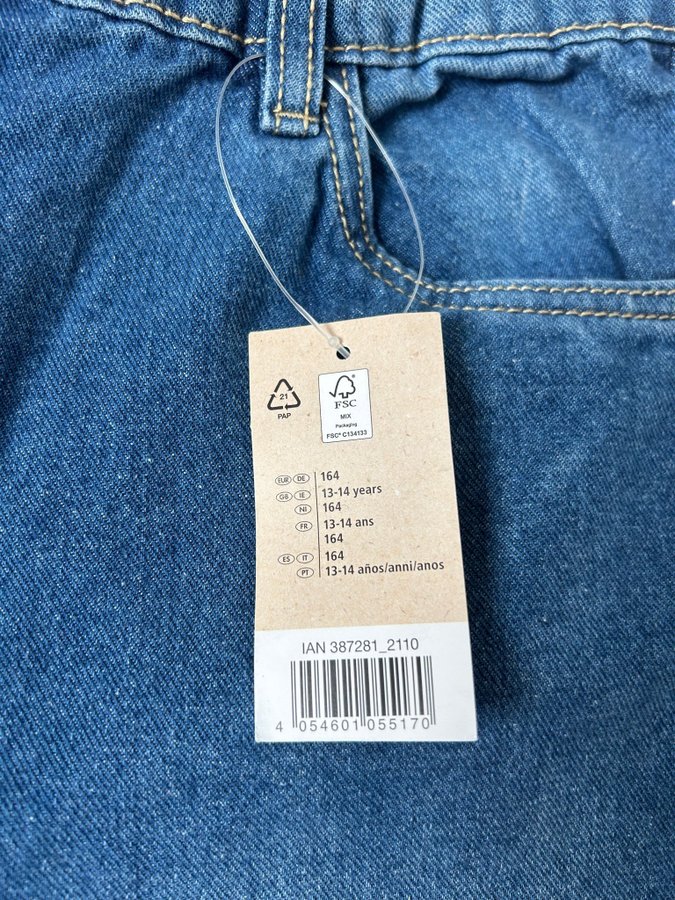 21
PAP
FSC
MIX
Packaging
FSC® C134133
EUR DE 164
GB IE 13-14 years
NI 164
FR 13-14 ans
164
ES IT 164
PT 13-14 años/anni/anos
IAN 387281_2110
4 054601 055170